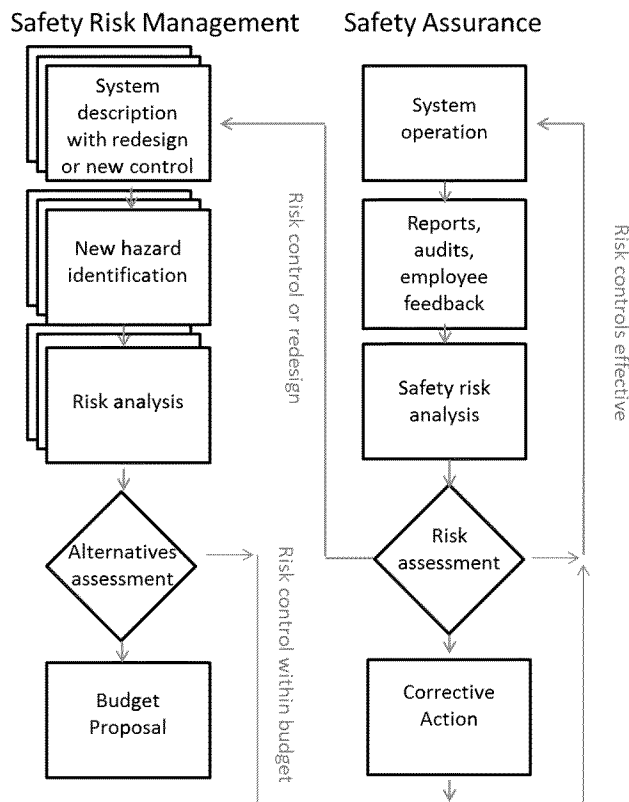 Safety Risk Management
Safety Assurance
System
description
with redesign
or new control
New hazard
identification
Risk analysis
Alternatives
assessment
Budget
Proposal
Risk control or redesign
Risk control within budget
System
operation
Reports,
audits,
employee
feedback
Safety risk
analysis
Risk
assessment
Corrective
Action
Risk controls effective